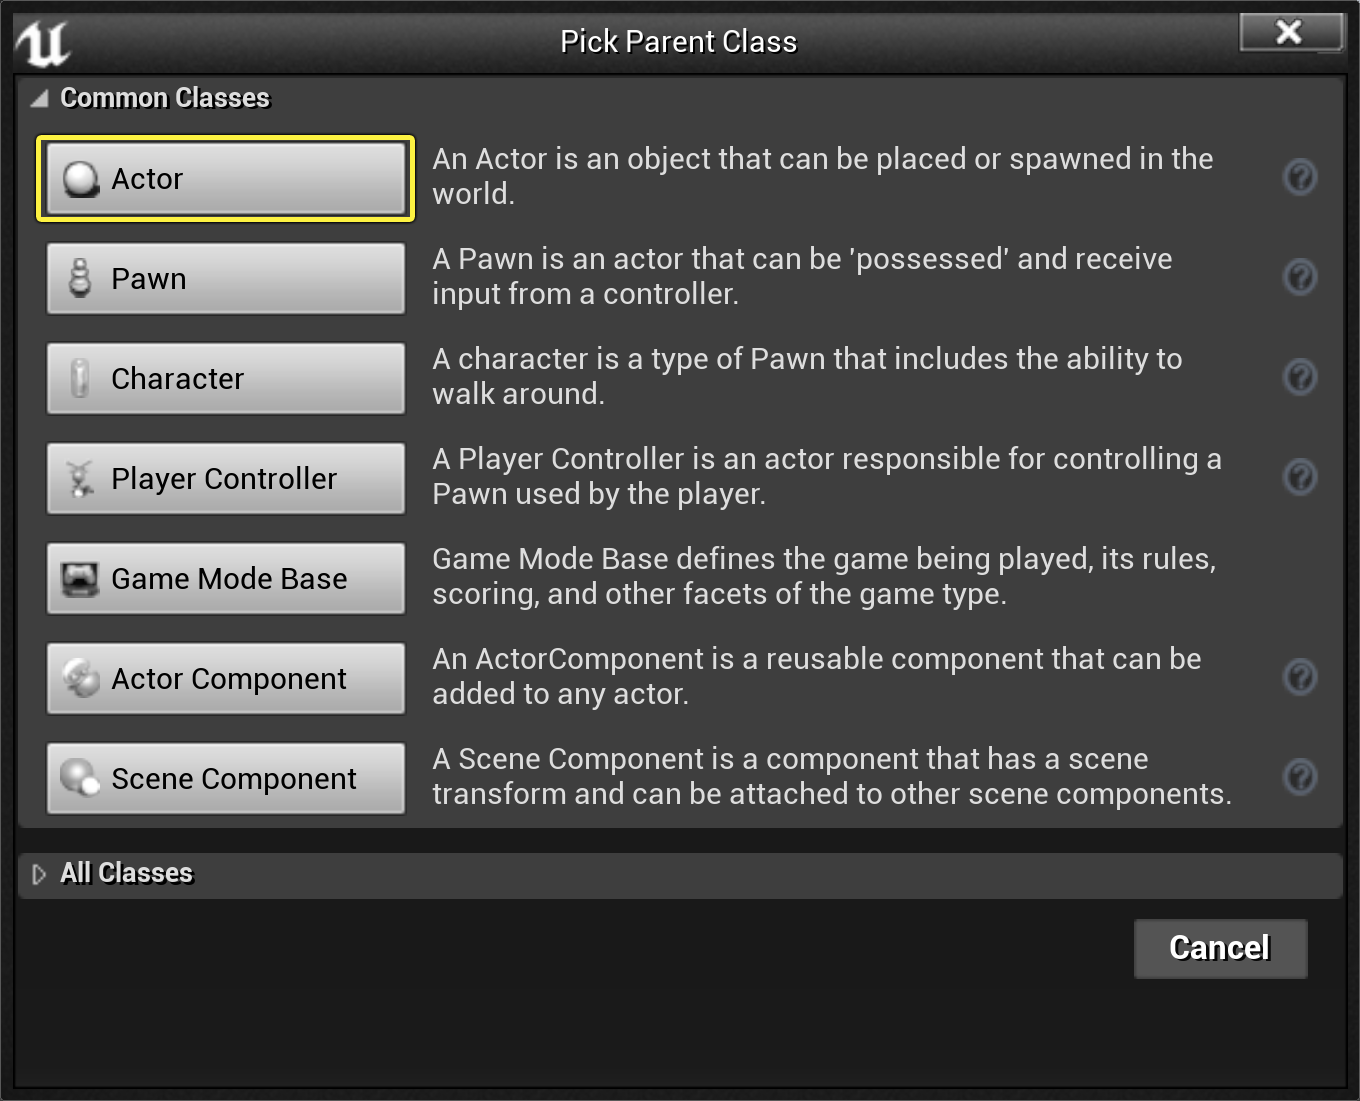 Pick Parent Class
Common Classes
Actor
An Actor is an object that can be placed or spawned in the
world.
Pawn
A Pawn is an actor that can be 'possessed' and receive
input from a controller.
Character
A character is a type of Pawn that includes the ability to
walk around.
Player Controller
A Player Controller is an actor responsible for controlling a
Pawn used by the player.
Game Mode Base
Game Mode Base defines the game being played, its rules,
scoring, and other facets of the game type.
Actor Component
An ActorComponent is a reusable component that can be
added to any actor.
Scene Component
A Scene Component is a component that has a scene
transform and can be attached to other scene components.
All Classes
Cancel